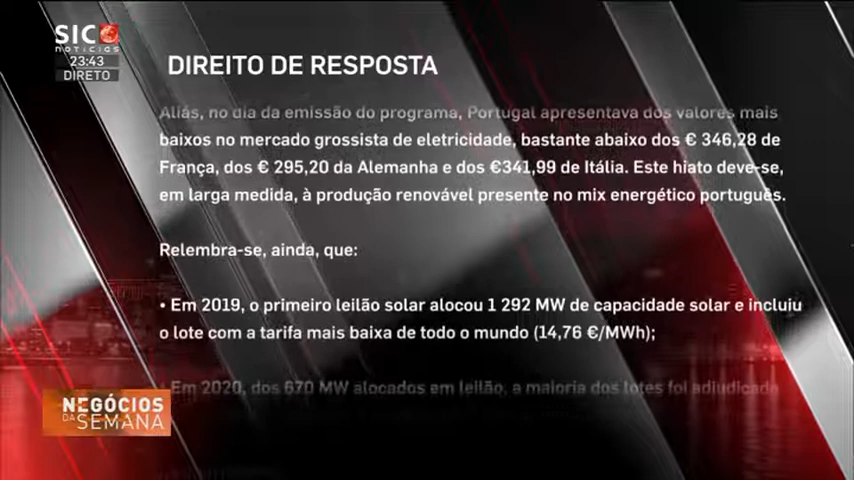 SIC
notícias
23:43
DIRETO
DIREITO DE RESPOSTA
Aliás, no dia da emissão do programa, Portugal apresentava dos valores mais
baixos no mercado grossista de eletricidade, bastante abaixo dos € 346,28 de
França, dos € 295,20 da Alemanha e dos €341,99 de Itália. Este hiato deve-se,
em larga medida, à produção renovável presente no mix energético português.
Relembra-se, ainda, que:
• Em 2019, o primeiro leilão solar alocou 1 292 MW de capacidade solar e incluiu
o lote com a tarifa mais baixa de todo o mundo (14,76 €/MWh);
• Em 2020, dos 670 MW alocados em leilão, a maioria dos lotes foi adjudicada
NEGÓCIOS
DA SEMANA